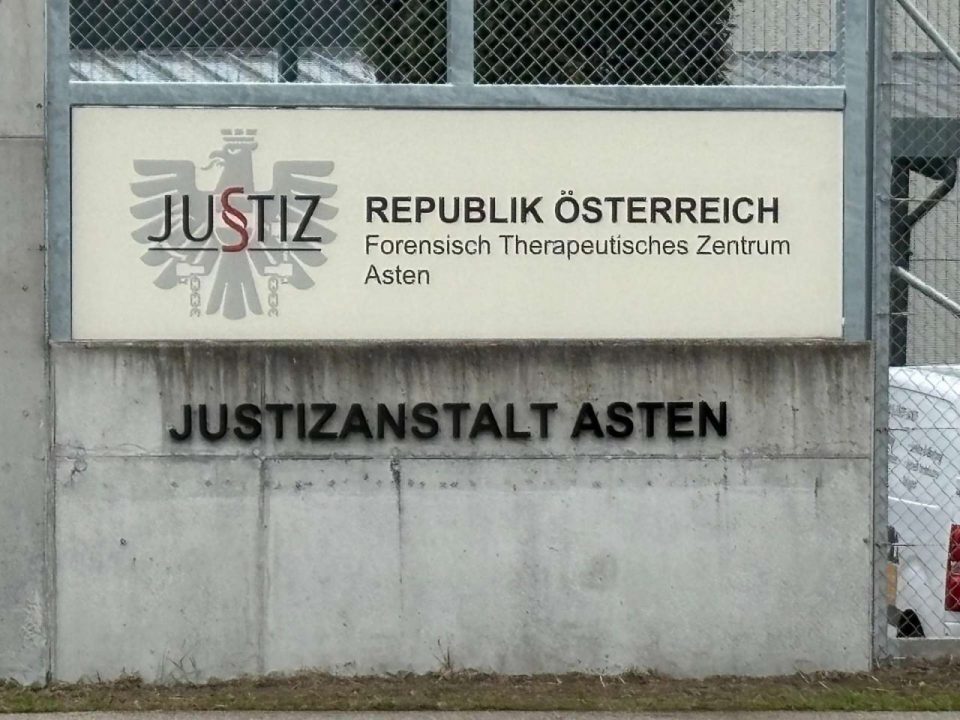 JUSTIZ
REPUBLIK ÖSTERREICH
Forensisch Therapeutisches Zentrum
Asten
JUSTIZANSTALT ASTEN